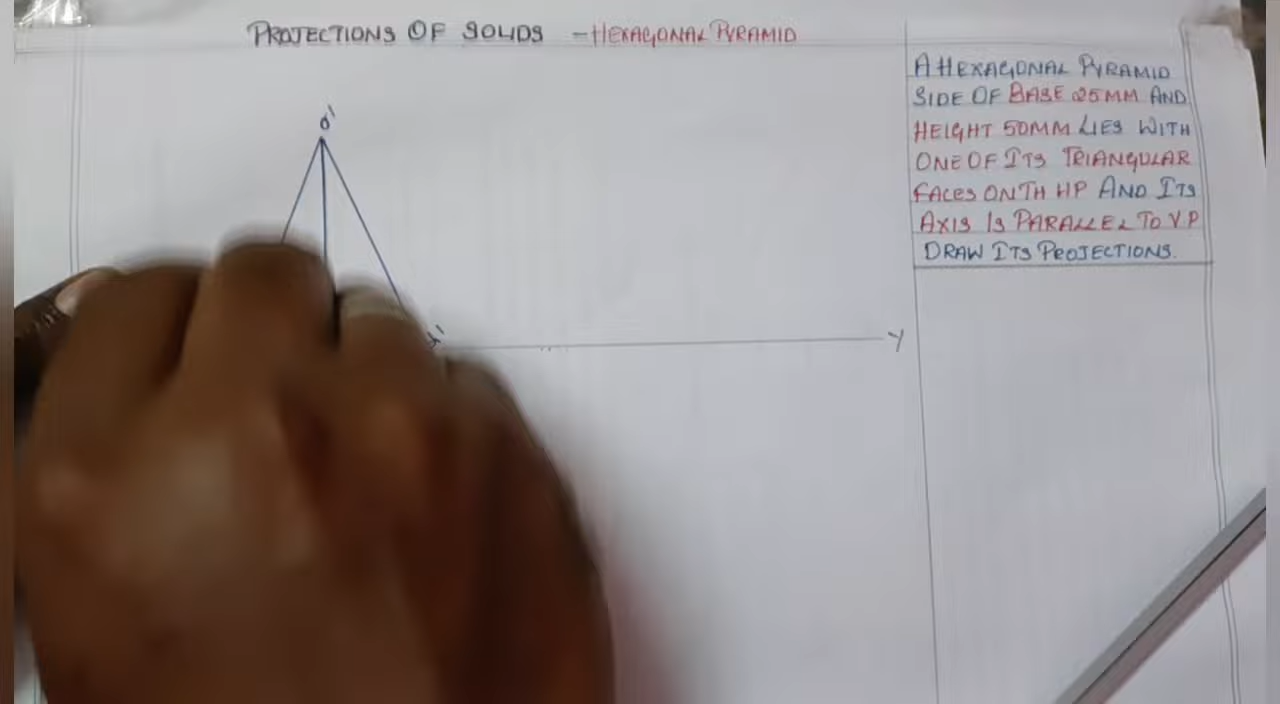 PROJECTIONS OF SOLIDS - HEXAGONAL PYRAMID
A HEXAGONAL PYRAMID
SIDE OF BASE 25MM AND
HEIGHT 50MM LIES WITH
ONE OF ITS TRIANGULAR
FACES ON TH HP AND ITS
AXIS IS PARALLEL TO V.P
DRAW ITS PROJECTIONS.
o'
Y